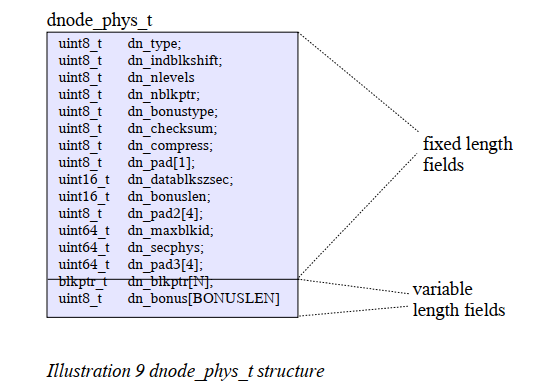 dnode_phys_t
uint8_t dn_type;
uint8_t dn_indblkshift;
uint8_t dn_nlevels
uint8_t dn_nblkptr;
uint8_t dn_bonustype;
uint8_t dn_checksum;
uint8_t dn_compress;
uint8_t dn_pad[1];
uint16_t dn_datablkszsec;
uint16_t dn_bonuslen;
uint8_t dn_pad2[4];
uint64_t dn_maxblkid;
uint64_t dn_secphys;
uint64_t dn_pad3[4];
blkptr_t dn_blkptr[N];
uint8_t dn_bonus[BONUSLEN]
fixed length
fields
variable
length fields
Illustration 9 dnode_phys_t structure